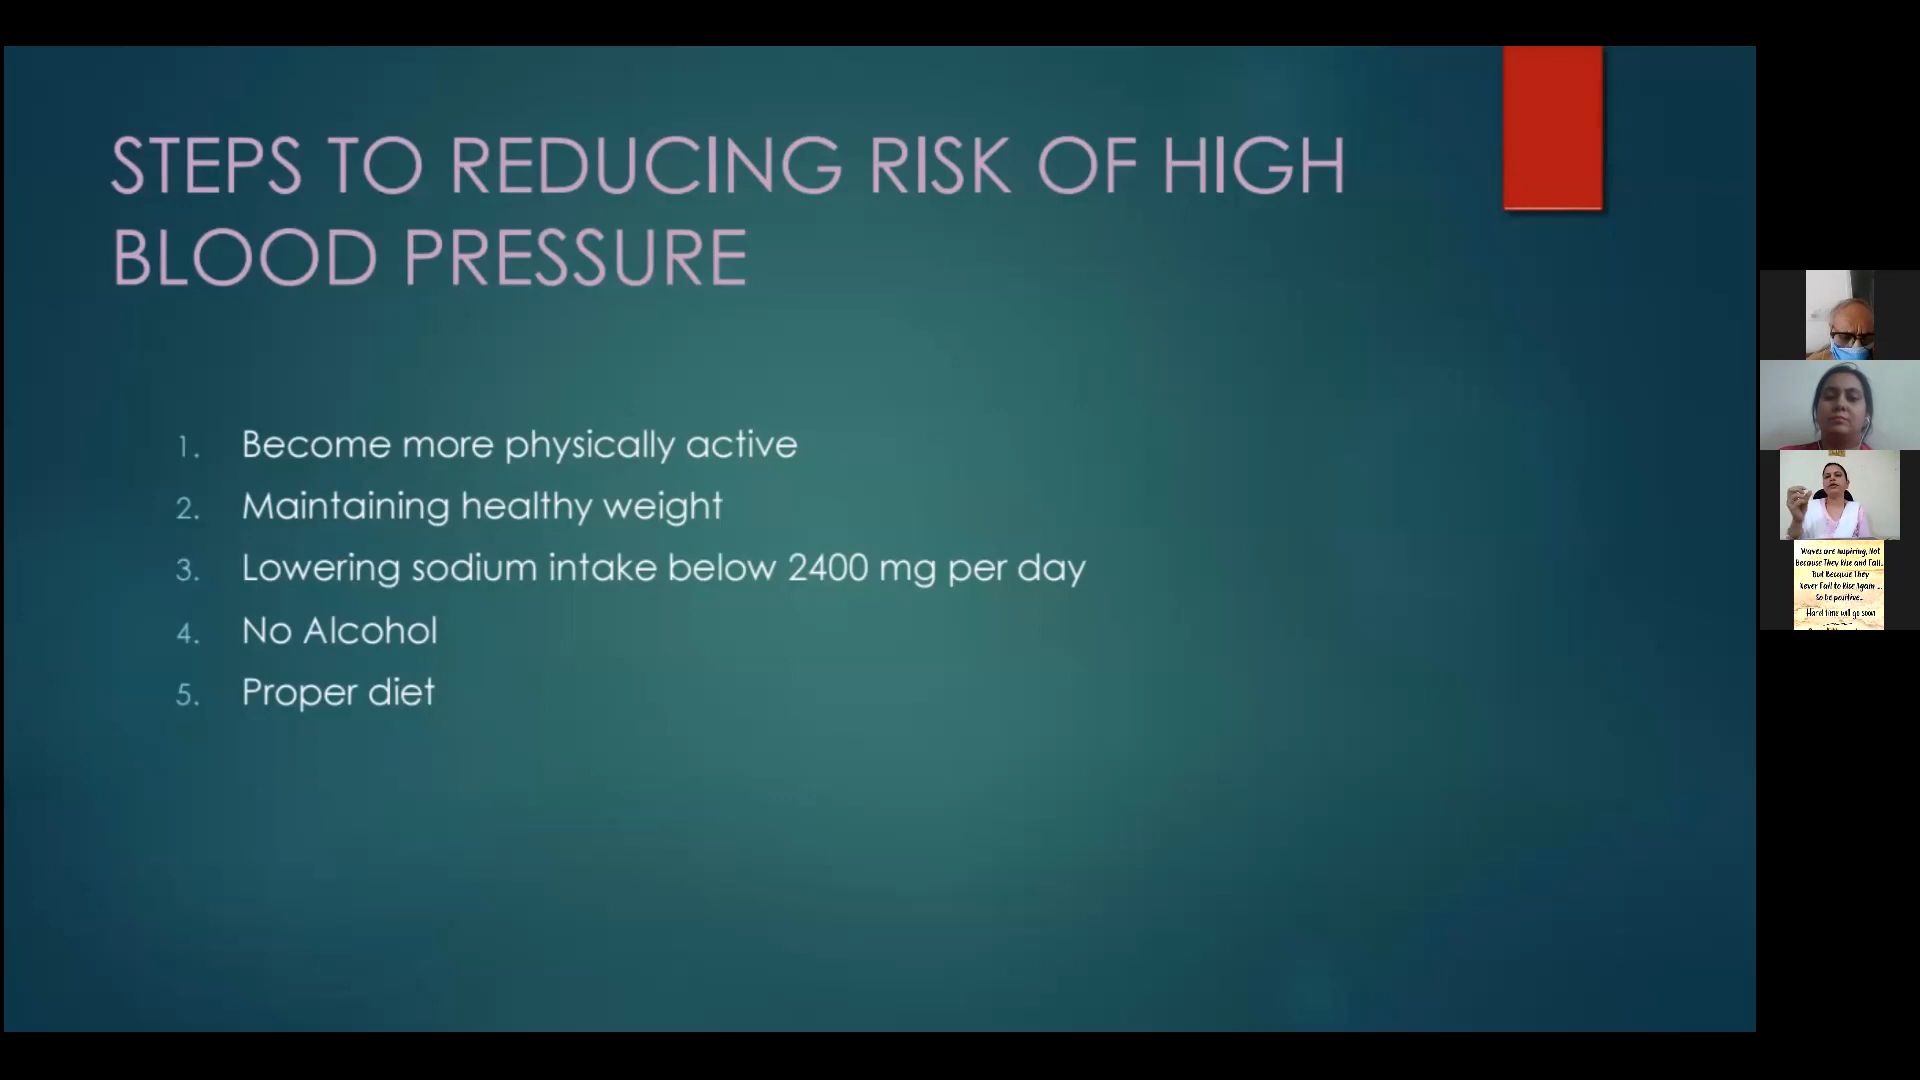 STEPS TO REDUCING RISK OF HIGH
BLOOD PRESSURE
1. Become more physically active
2. Maintaining healthy weight
3. Lowering sodium intake below 2400 mg per day
4. No Alcohol
5. Proper diet
Waves are inspiring, Not
Because They Rise and Fall..
But Because They
Never Fail to Rise Again ...
So be positive..
Hard time will go soon